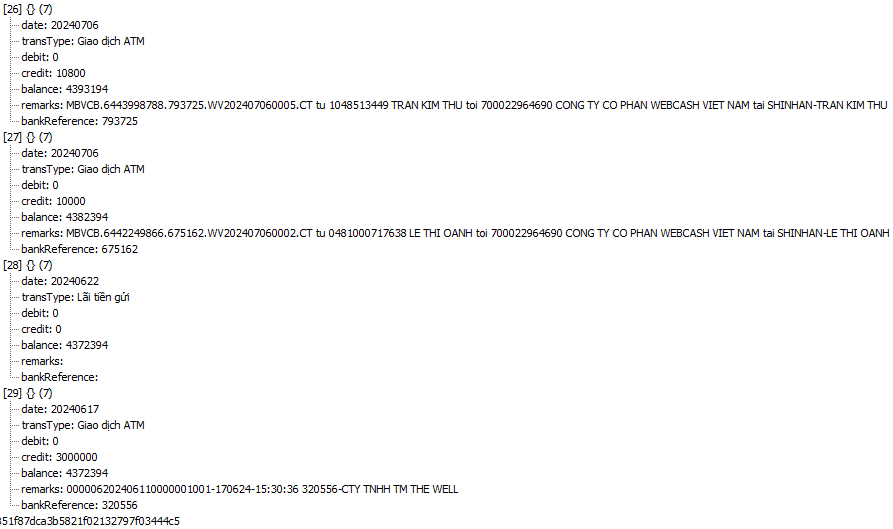 [26] {} (7)
date: 20240706
transType: Giao dịch ATM
debit: 0
credit: 10800
balance: 4393194
remarks: MBVCB.6443998788.793725.WV202407060005.CT tu 1048513449 TRAN KIM THU toi 700022964690 CONG TY CO PHAN WEBCASH VIET NAM tai SHINHAN-TRAN KIM THU
bankReference: 793725
[27] {} (7)
date: 20240706
transType: Giao dịch ATM
debit: 0
credit: 10000
balance: 4382394
remarks: MBVCB.6442249866.675162.WV202407060002.CT tu 0481000717638 LE THI OANH toi 700022964690 CONG TY CO PHAN WEBCASH VIET NAM tai SHINHAN-LE THI OANH
bankReference: 675162
[28] {} (7)
date: 20240622
transType: Lãi tiền gửi
debit: 0
credit: 0
balance: 4372394
remarks:
bankReference:
[29] {} (7)
date: 20240617
transType: Giao dịch ATM
debit: 0
credit: 3000000
balance: 4372394
remarks: 0000062024061100000001001-170624-15:30:36 320556-CTY TNHH TM THE WELL
bankReference: 320556
351f87dca3b5821f02132797f03444c5